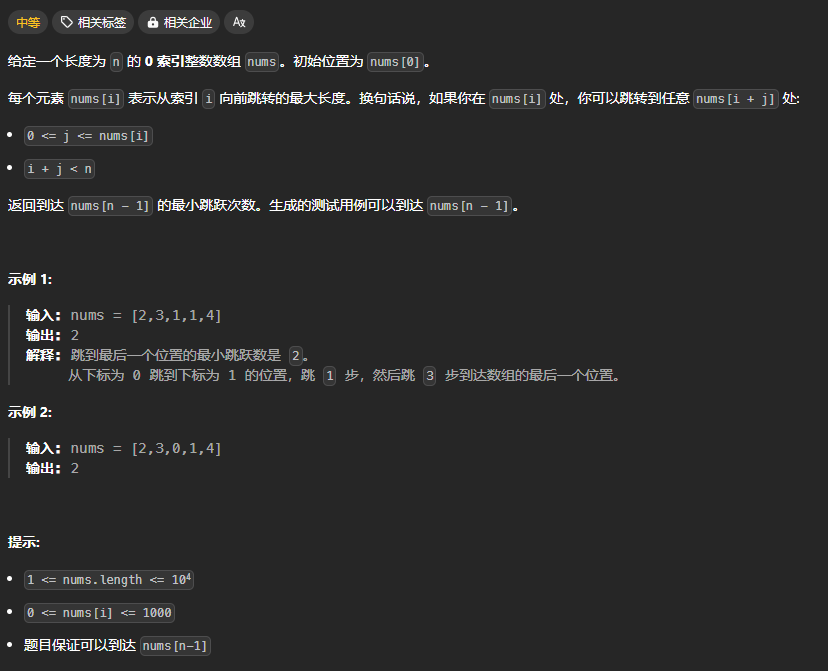 中等 相关标签 相关企业 Ax
给定一个长度为 n 的 0 索引整数数组 nums。初始位置为 nums[0]。
每个元素 nums[i] 表示从索引 i 向前跳转的最大长度。换句话说，如果你在 nums[i] 处，你可以跳转到任意 nums[i + j] 处:
• 0 <= j <= nums[i]
• i + j < n
返回到达 nums[n - 1] 的最小跳跃次数。生成的测试用例可以到达 nums[n - 1]。
示例 1:
输入: nums = [2,3,1,1,4]
输出: 2
解释: 跳到最后一个位置的最小跳跃数是 2。
从下标为 0 跳到下标为 1 的位置，跳 1 步，然后跳 3 步到达数组的最后一个位置。
示例 2:
输入: nums = [2,3,0,1,4]
输出: 2
提示:
• 1 <= nums.length <= 10⁴
• 0 <= nums[i] <= 1000
• 题目保证可以到达 nums[n-1]